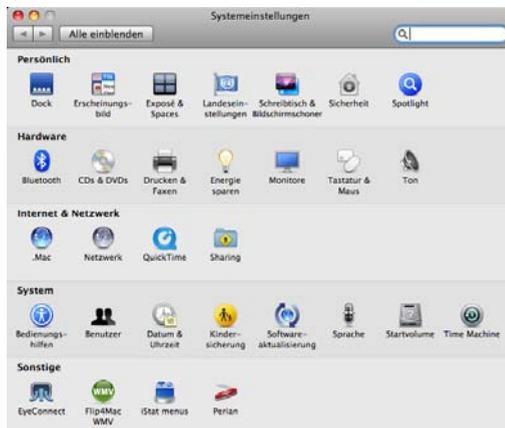 Systemeinstellungen
Alle einblenden
Persönlich
Dock
Erscheinungs-
bild
Exposé &
Spaces
Landesein-
stellungen
Schreibtisch &
Bildschirmschoner
Sicherheit
Spotlight
Hardware
Bluetooth
CDs & DVDs
Drucken &
Faxen
Energie
sparen
Monitore
Tastatur &
Maus
Ton
Internet & Netzwerk
.Mac
Netzwerk
QuickTime
Sharing
System
Bedienungs-
hilfen
Benutzer
Datum &
Uhrzeit
Kinder-
sicherung
Software-
aktualisierung
Sprache
Startvolume
Time Machine
Sonstige
EyeConnect
WMV
Flip4Mac
WMV
iStat menus
Perian